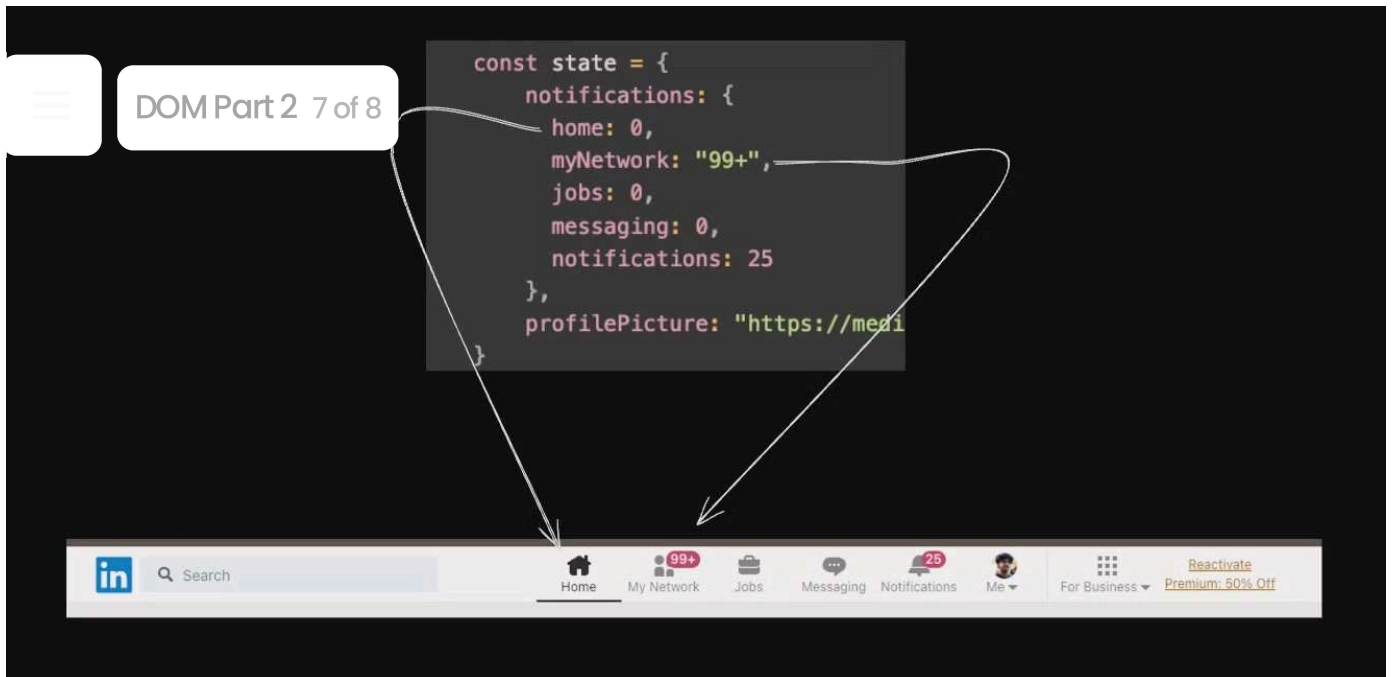 DOM Part 2 7 of 8
const state = {
notifications: {
home: 0,
myNetwork: "99+",
jobs: 0,
messaging: 0,
notifications: 25
},
profilePicture: "https://medi
}
in
Search
99+
25
Home
My Network
Jobs
Messaging
Notifications
Me
For Business
Reactivate
Premium: 50% Off